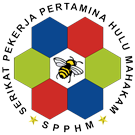 SERIKAT PEKERJA PERTAMINA HULU MAHAKAM
SPPHM